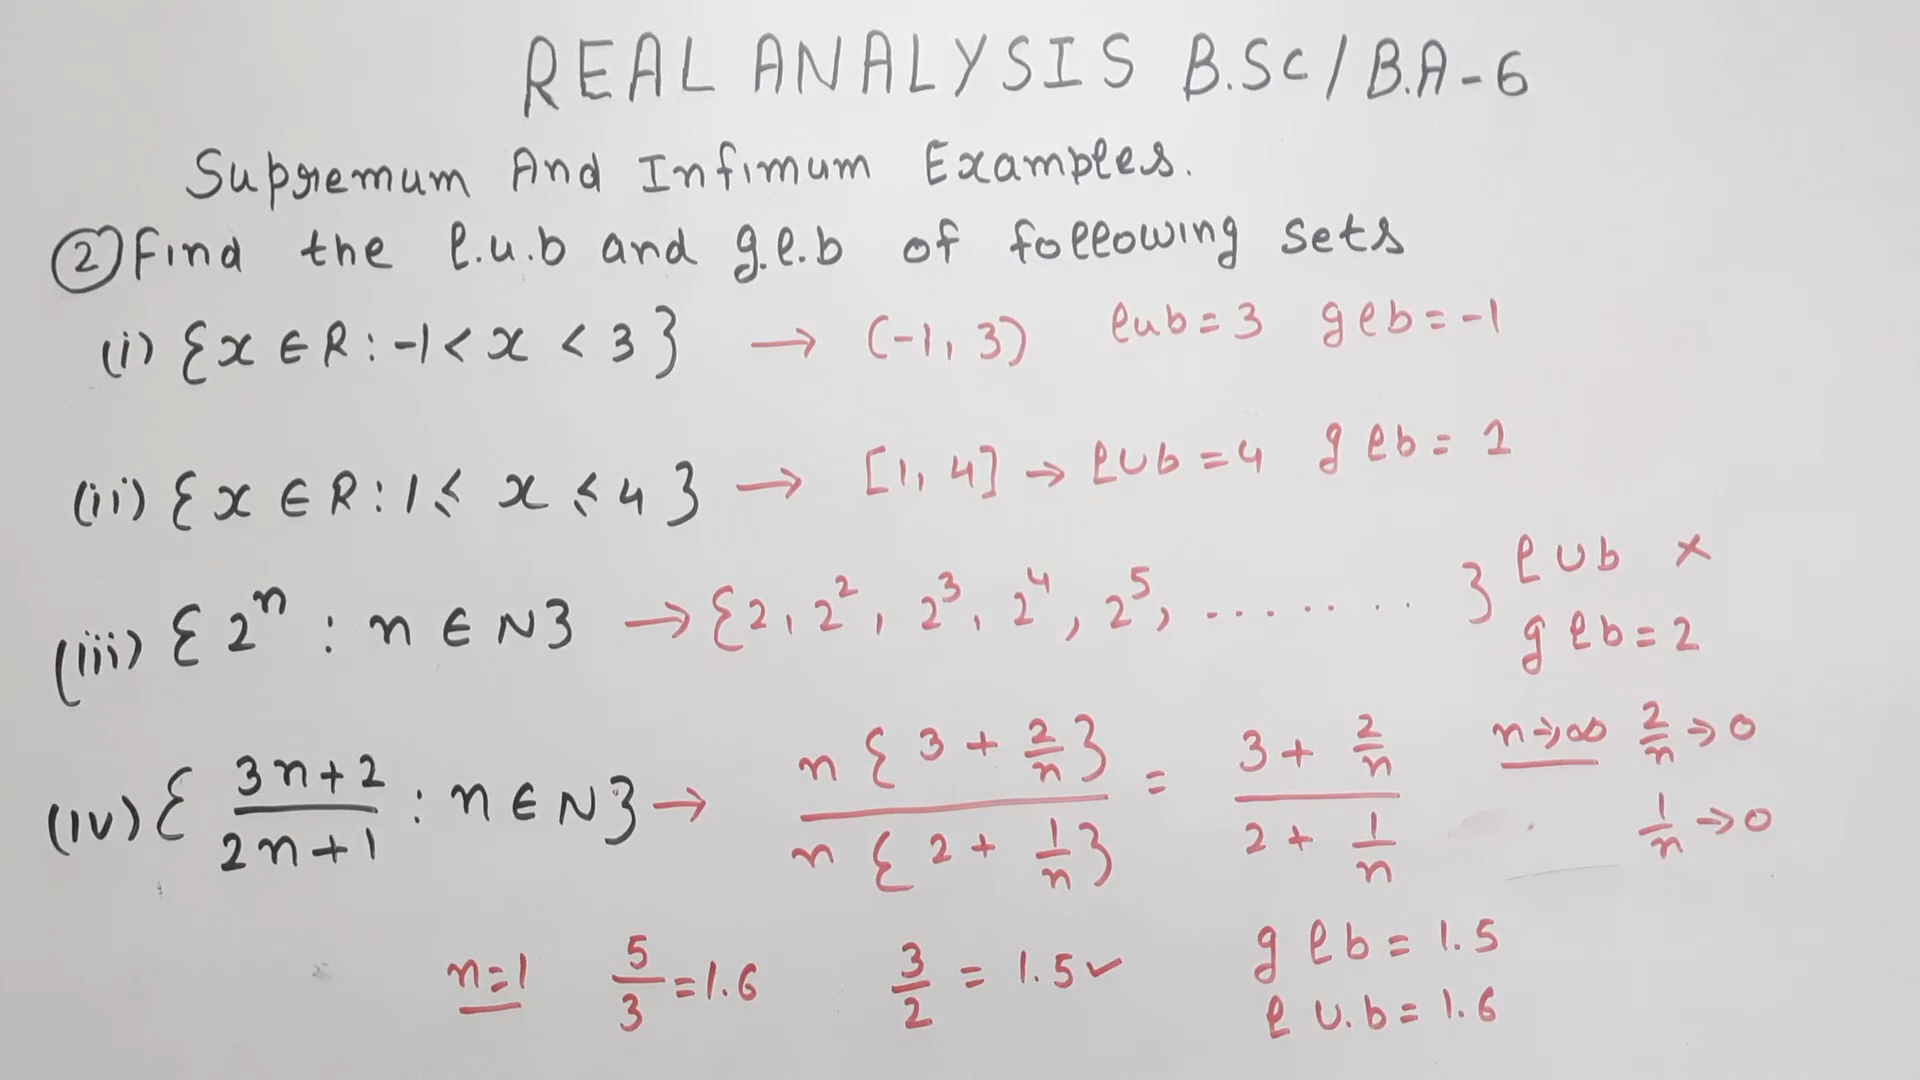 REAL ANALYSIS B.Sc/B.A-6
Supremum And Infimum Examples.
② Find the l.u.b and g.l.b of following sets
(i) {x ∈ R : -1 < x < 3} → (-1, 3) lub = 3 glb = -1
(ii) {x ∈ R : 1 ≤ x ≤ 4} → [1, 4] → lub = 4 glb = 1
(iii) {2ⁿ : n ∈ N} → {2, 2², 2³, 2⁴, 2⁵, ........ } lub × glb = 2
(iv) { (3n+2)/(2n+1) : n ∈ N} → n{3 + 2/n} / n{2 + 1/n} = (3 + 2/n) / (2 + 1/n) n→∞ 2/n → 0 1/n → 0
n=1 5/3 = 1.6 3/2 = 1.5 ✓ glb = 1.5
l u.b = 1.6